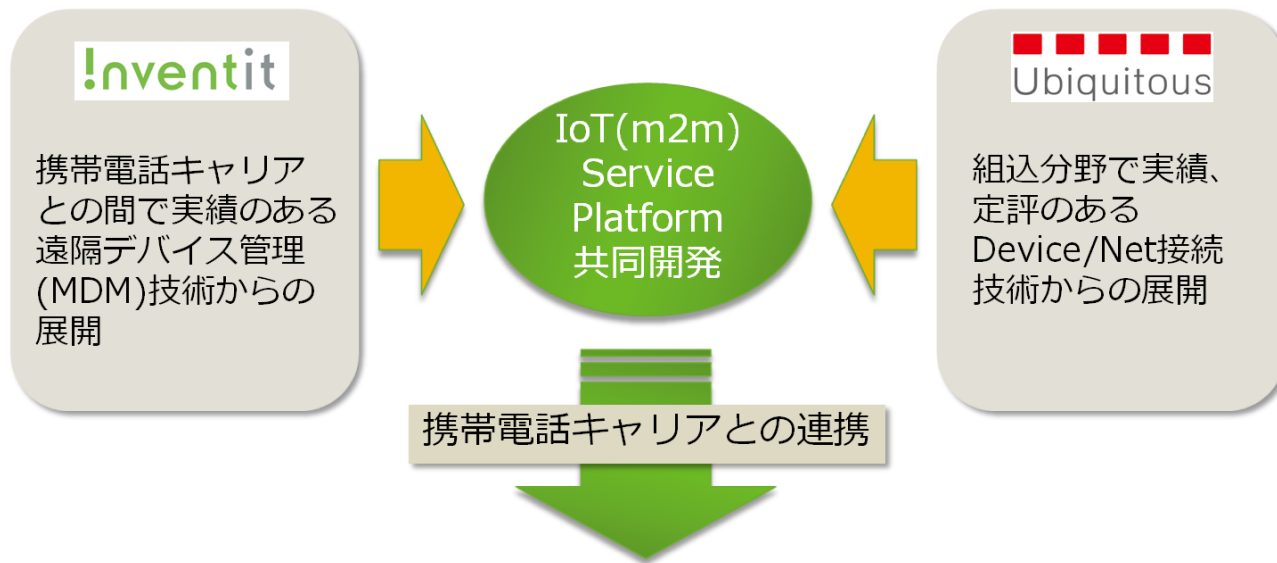 Inventit
携帯電話キャリア
との間で実績のある
遠隔デバイス管理
(MDM)技術からの
展開
IoT(m2m)
Service
Platform
共同開発
Ubiquitous
組込分野で実績、
定評のある
Device/Net接続
技術からの展開
携帯電話キャリアとの連携